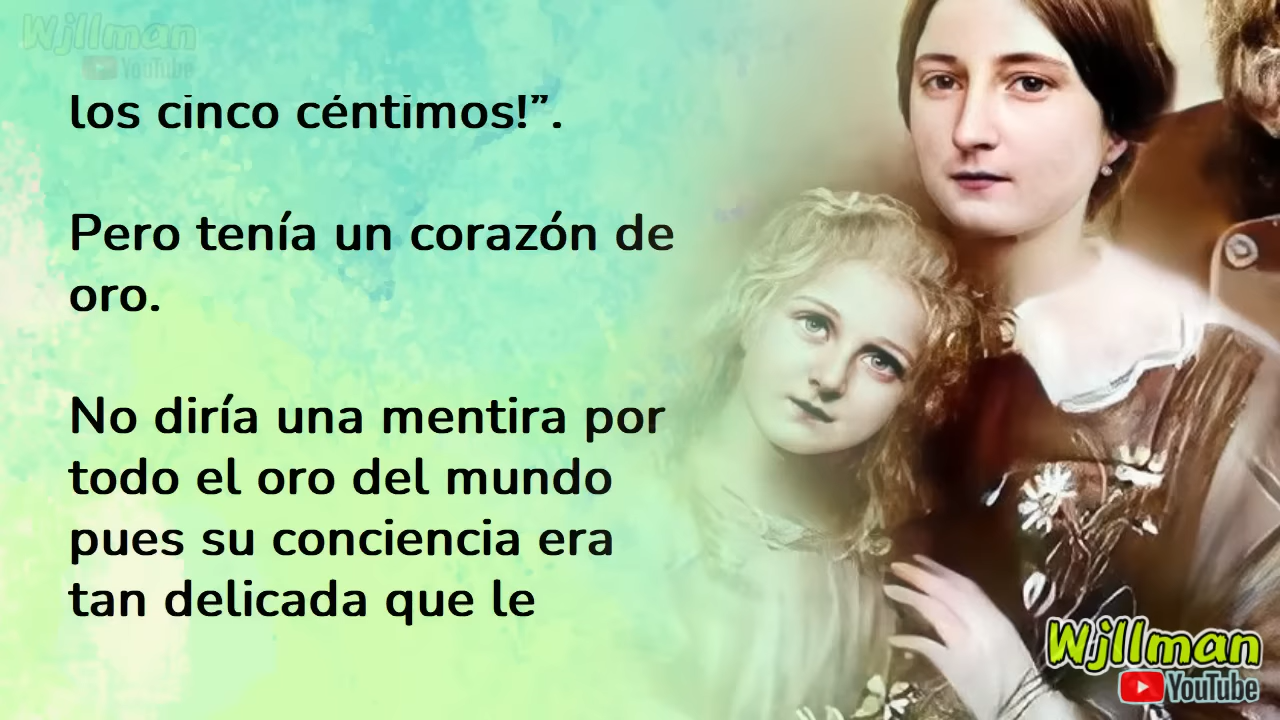 Wjllman
YouTube
los cinco céntimos!”.
Pero tenía un corazón de
oro.
No diría una mentira por
todo el oro del mundo
pues su conciencia era
tan delicada que le
Wjllman
YouTube